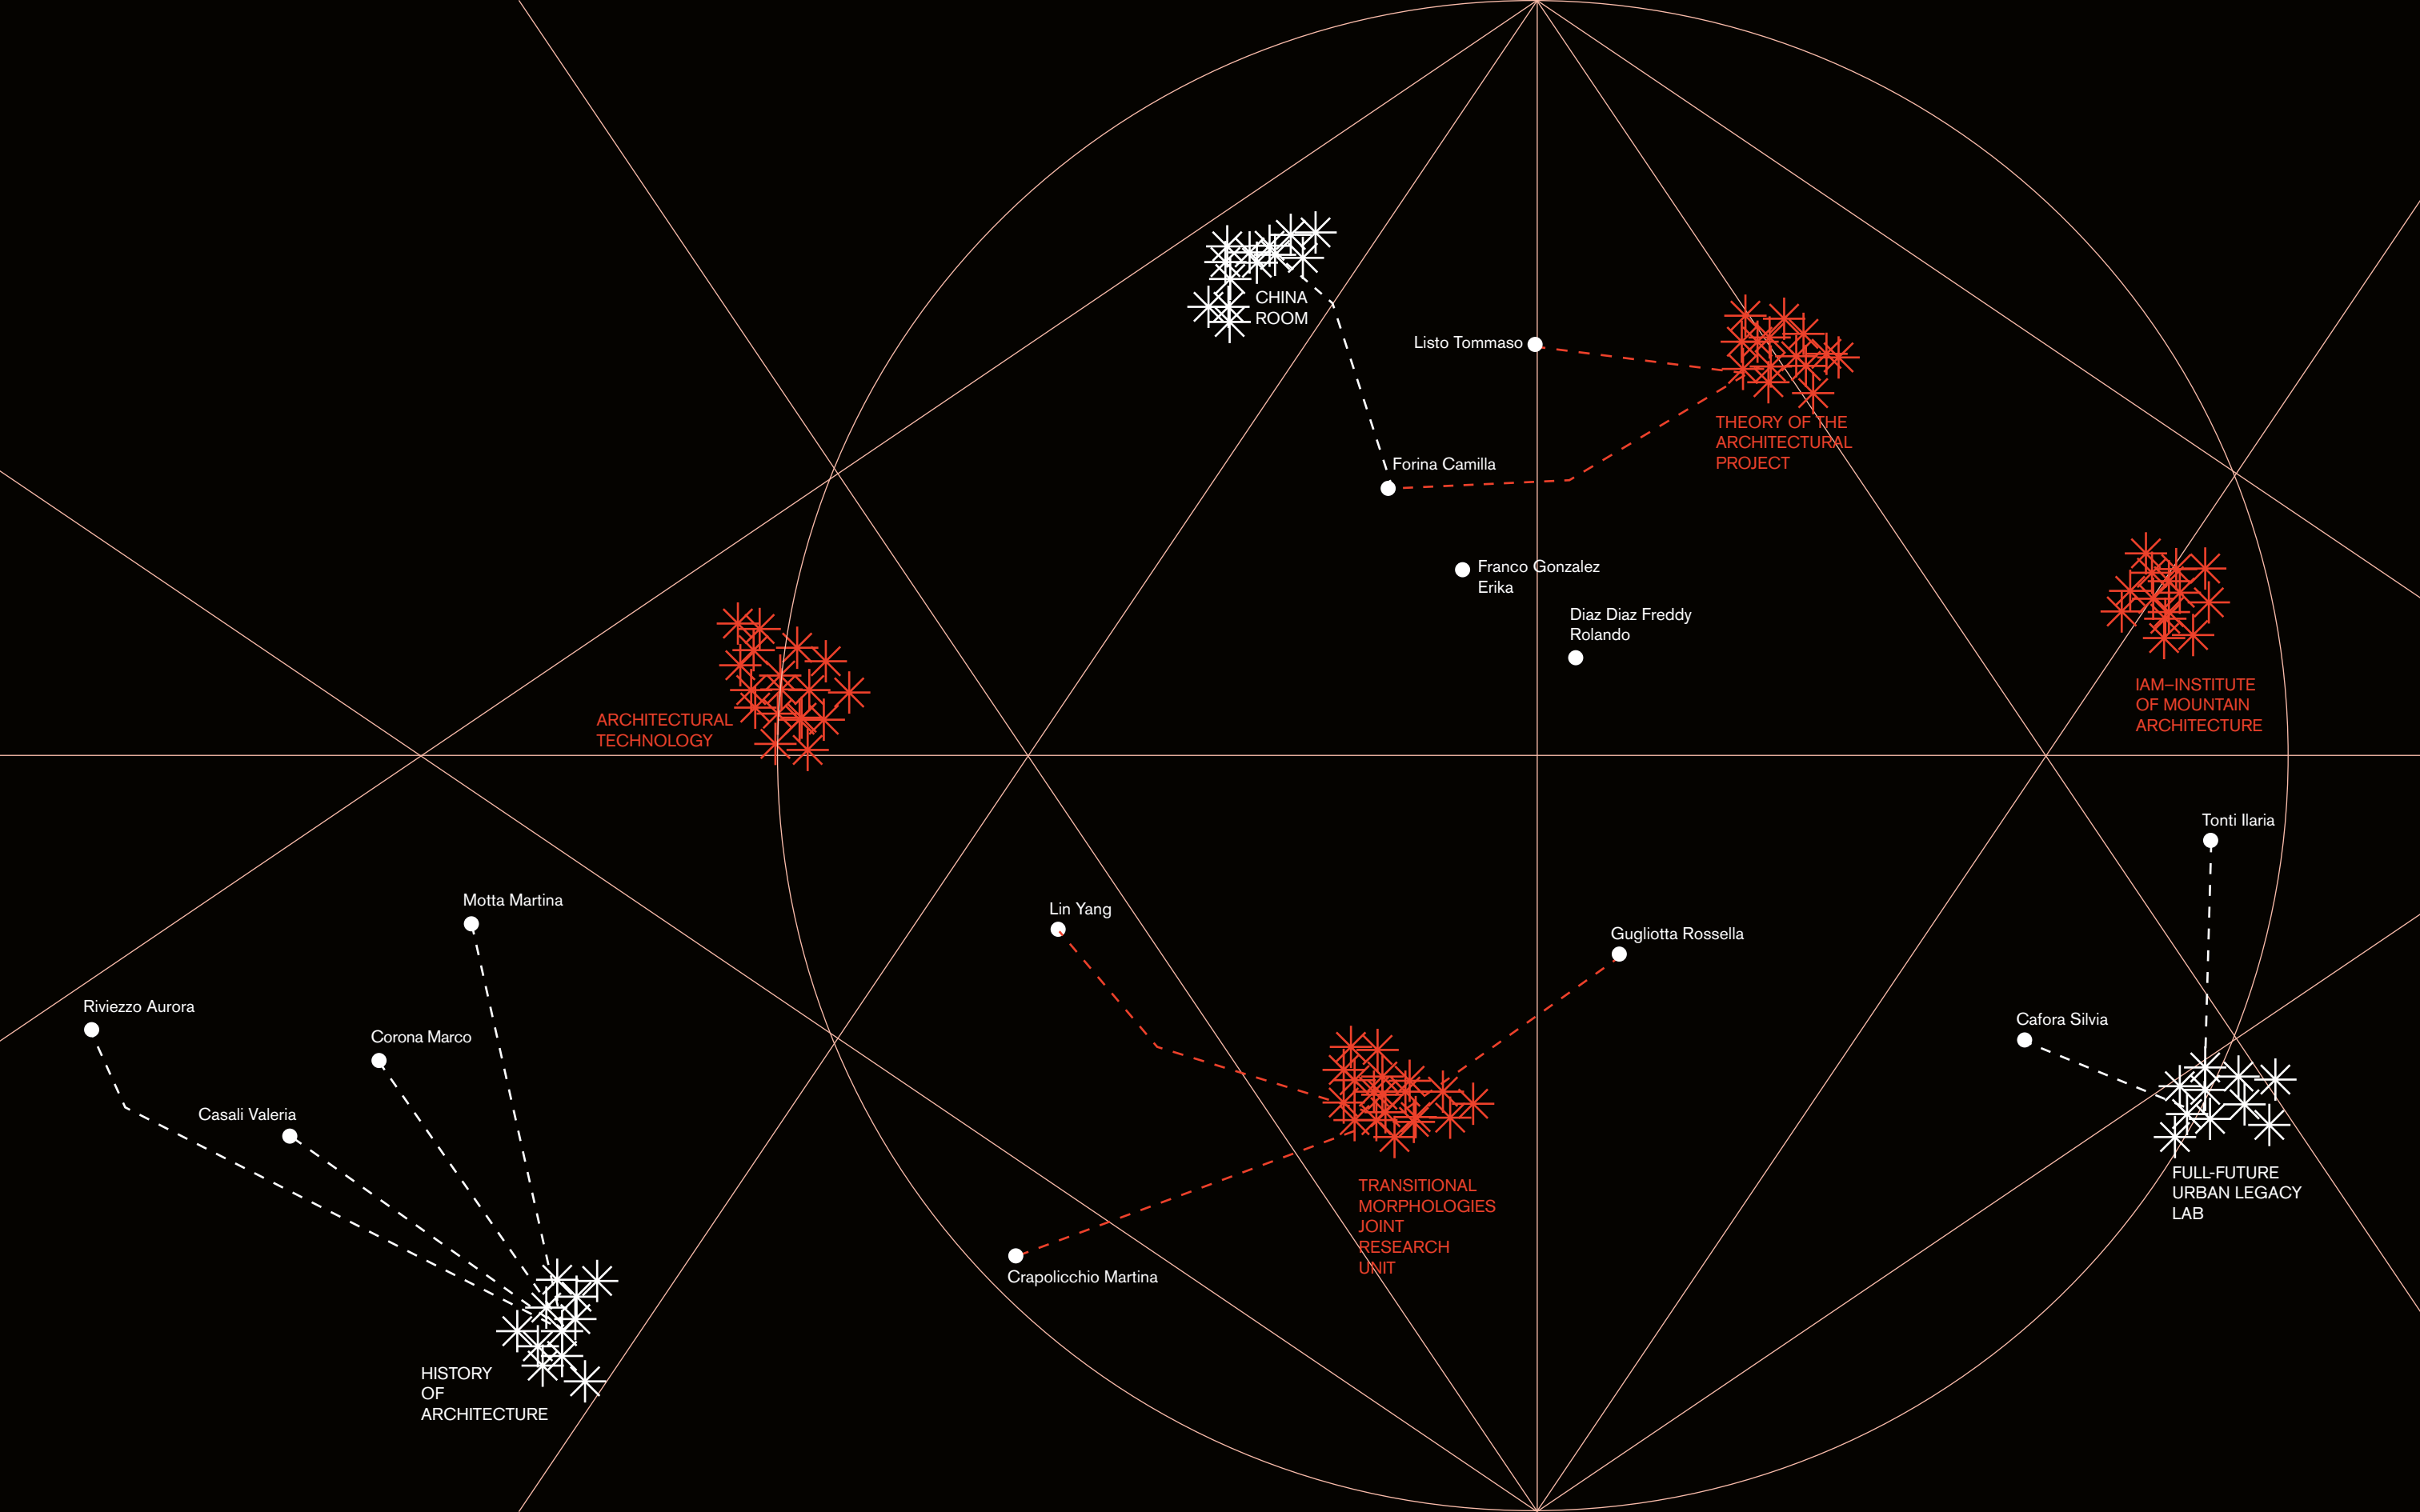 CHINA
ROOM
Listo Tommaso
THEORY OF THE
ARCHITECTURAL
PROJECT
Forina Camilla
Franco Gonzalez
Erika
Diaz Diaz Freddy
Rolando
IAM–INSTITUTE
OF MOUNTAIN
ARCHITECTURE
ARCHITECTURAL
TECHNOLOGY
Tonti Ilaria
Motta Martina
Lin Yang
Gugliotta Rossella
Riviezzo Aurora
Cafora Silvia
Corona Marco
Casali Valeria
FULL-FUTURE
URBAN LEGACY
LAB
TRANSITIONAL
MORPHOLOGIES
JOINT
RESEARCH
UNIT
Crapolicchio Martina
HISTORY
OF
ARCHITECTURE